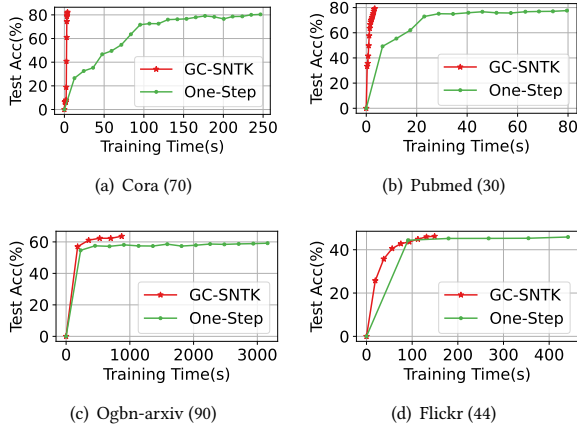 Test Acc(%)
80
60
40
20
0
GC-SNTK
One-Step
0 50 100 150 200 250
Training Time(s)
(a) Cora (70)
Test Acc(%)
80
60
40
20
0
GC-SNTK
One-Step
0 20 40 60 80
Training Time(s)
(b) Pubmed (30)
Test Acc(%)
60
40
20
0
GC-SNTK
One-Step
0 1000 2000 3000
Training Time(s)
(c) Ogbn-arxiv (90)
Test Acc(%)
40
20
0
GC-SNTK
One-Step
0 100 200 300 400
Training Time(s)
(d) Flickr (44)